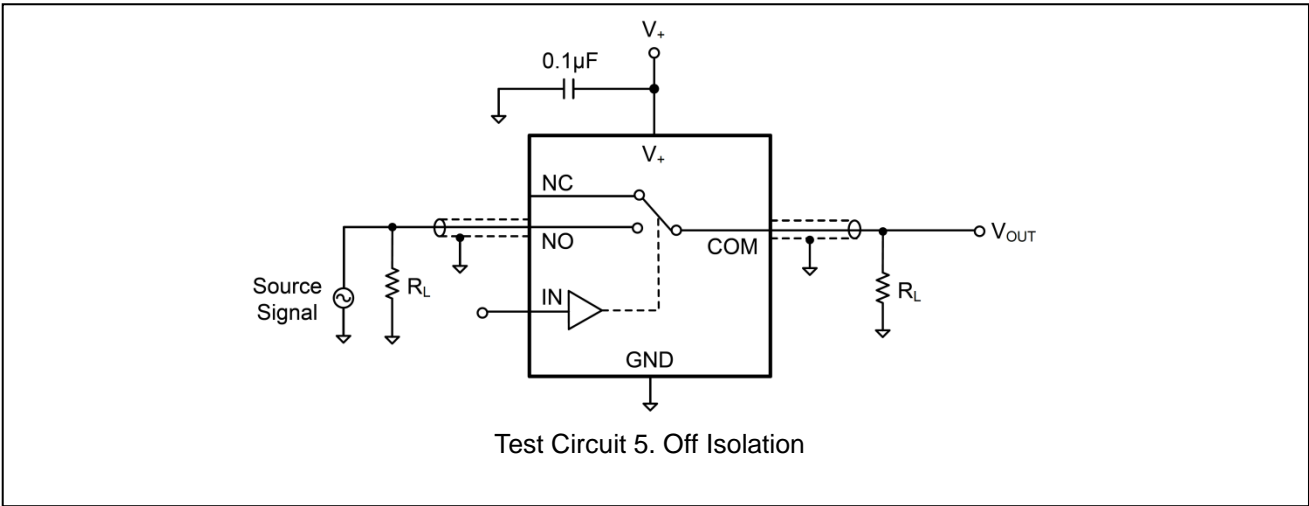 V+
0.1µF
V+
NC
NO
COM
VOUT
Source
Signal
RL
IN
RL
GND
Test Circuit 5. Off Isolation